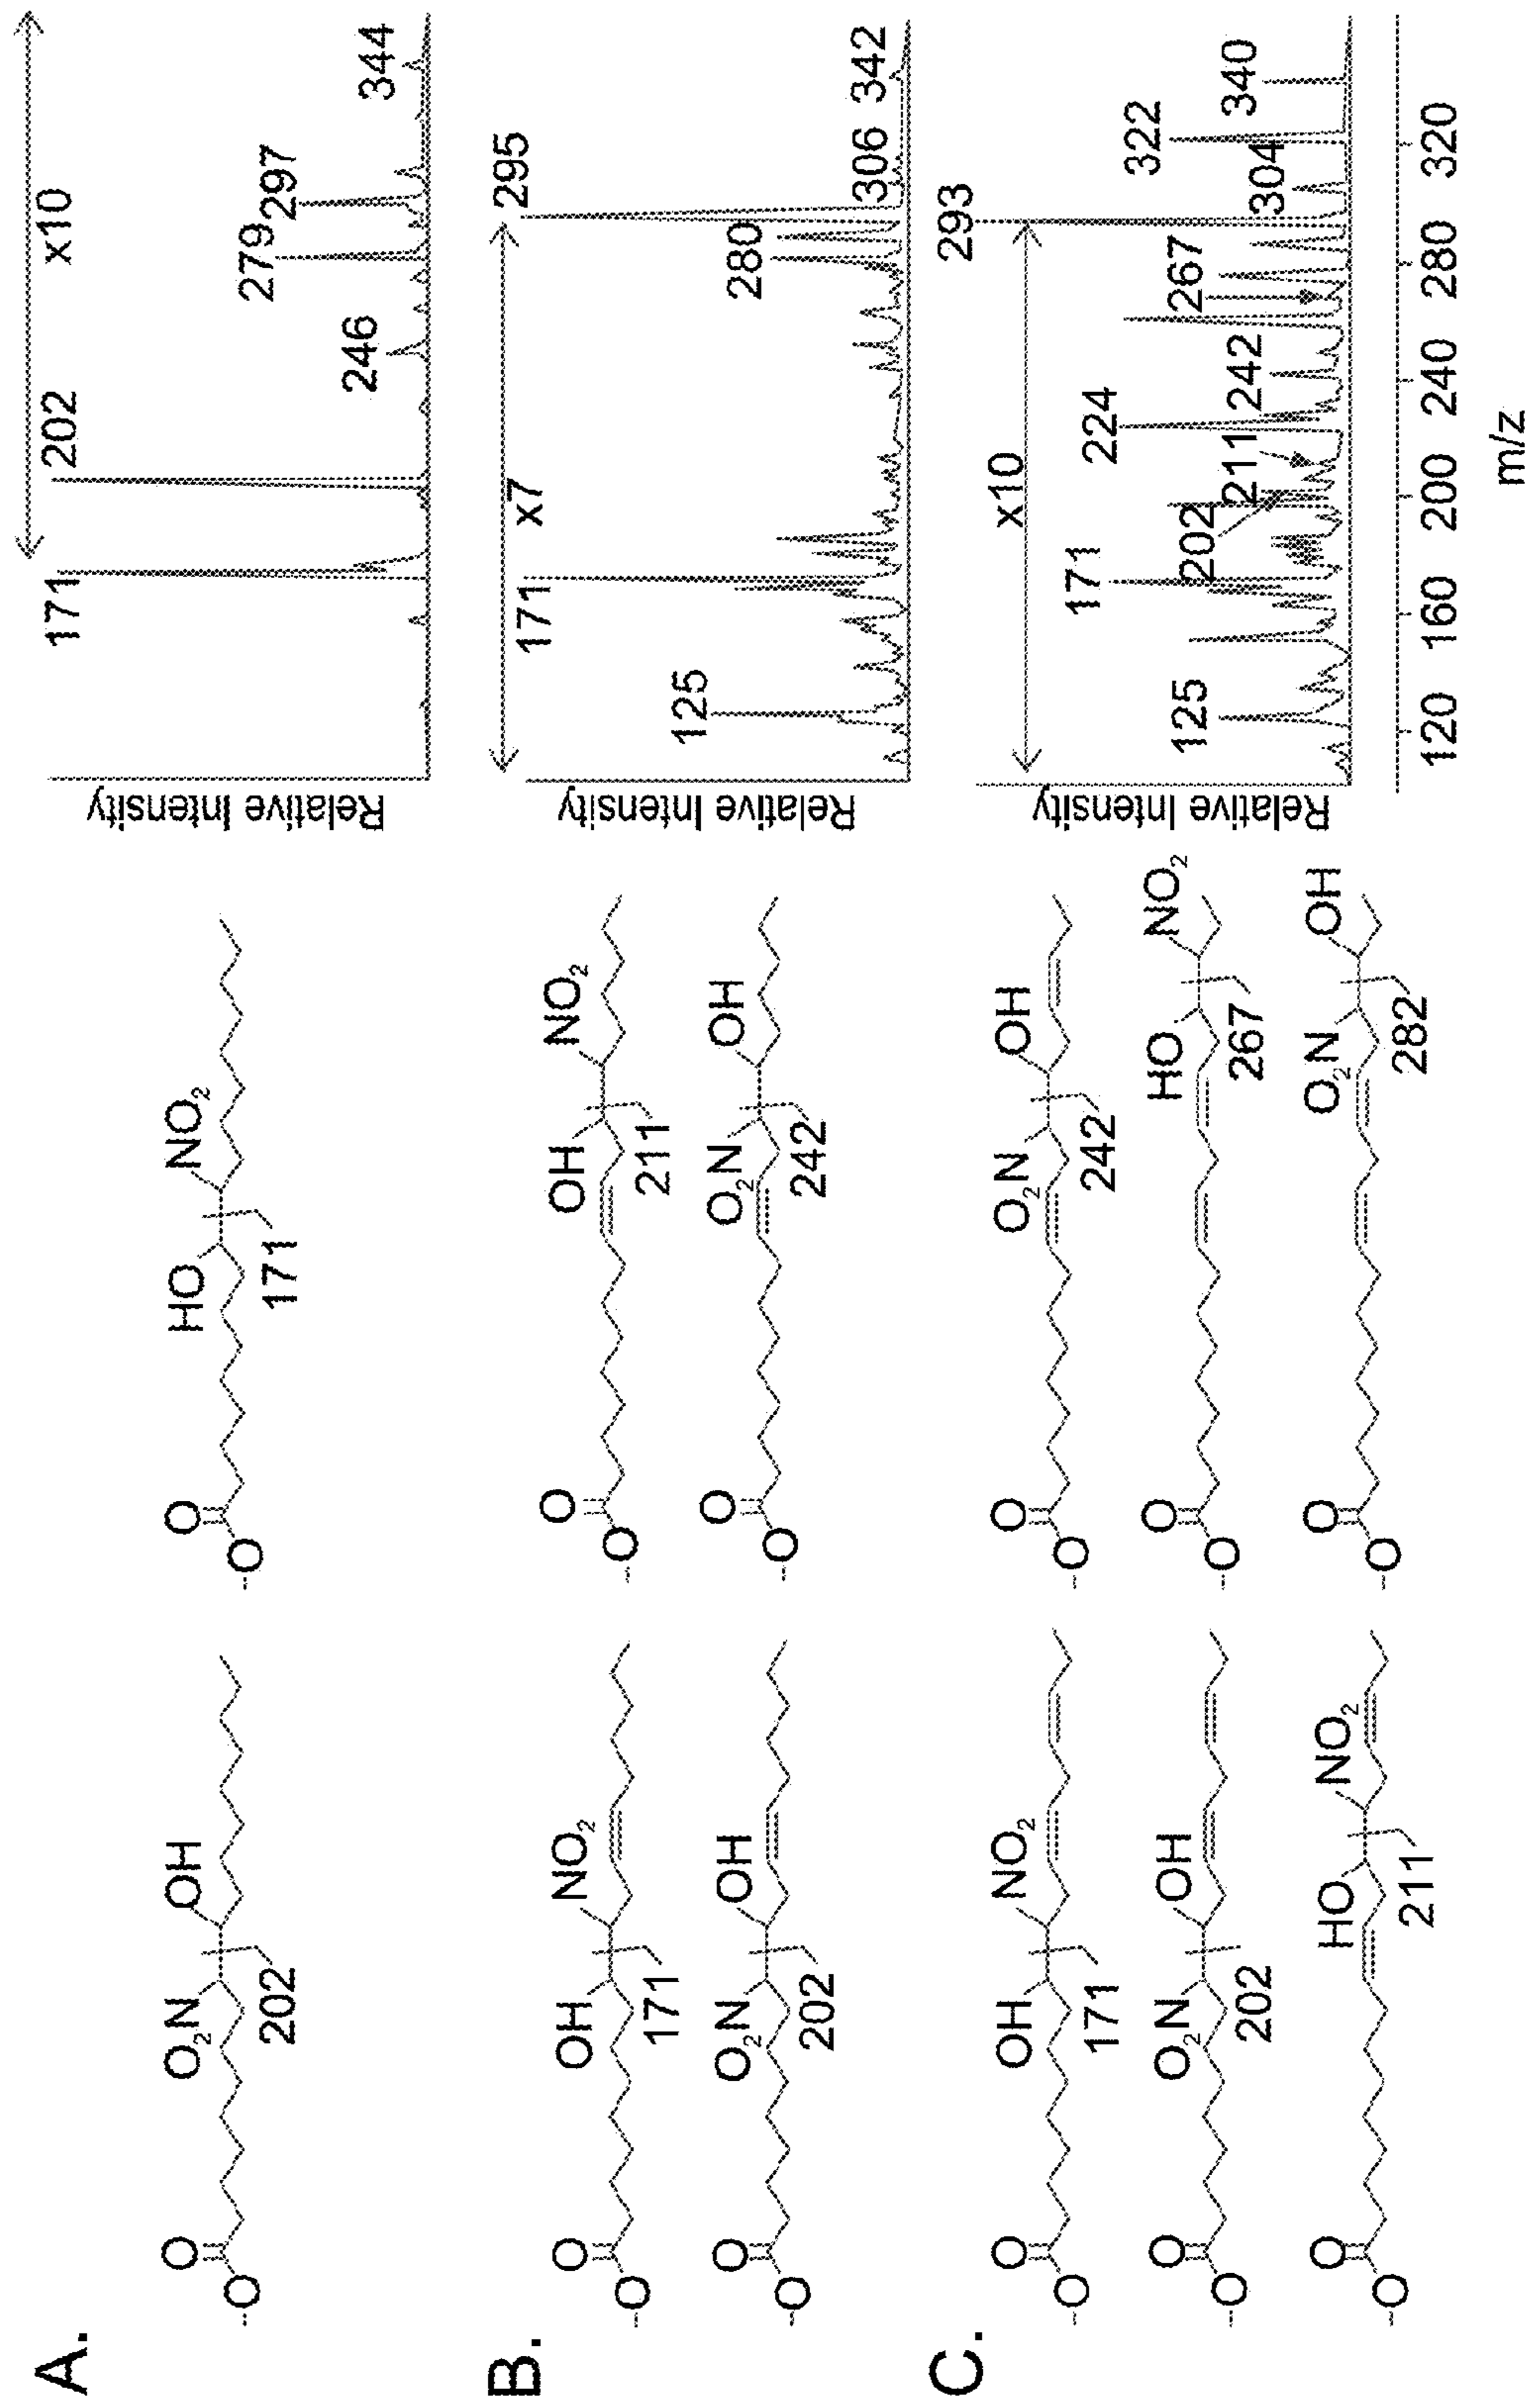 A.
O
-O
O₂N
OH
202
O
-O
HO
NO₂
171
Relative Intensity
x10
171
202
246
279
297
344
B.
O
-O
OH
NO₂
171
O
-O
OH
NO₂
211
O
-O
O₂N
OH
202
O
-O
O₂N
OH
242
Relative Intensity
x7
125
171
280
295
306
342
C.
O
-O
OH
NO₂
171
O
-O
O₂N
OH
242
O
-O
O₂N
OH
202
O
-O
HO
NO₂
267
O
-O
HO
NO₂
211
O
-O
O₂N
OH
282
Relative Intensity
x10
125
171
202
211
224
242
267
293
304
322
340
120 160 200 240 280 320
m/z